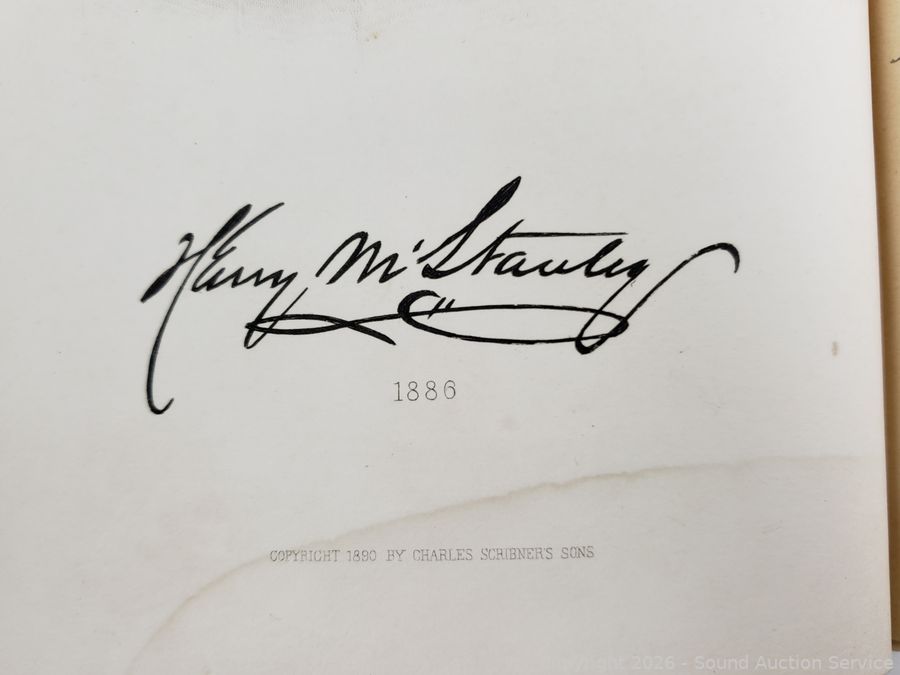 Henry M. Stanley
1886
COPYRIGHT 1890 BY CHARLES SCRIBNER'S SONS
Copyright 2026 - Sound Auction Service